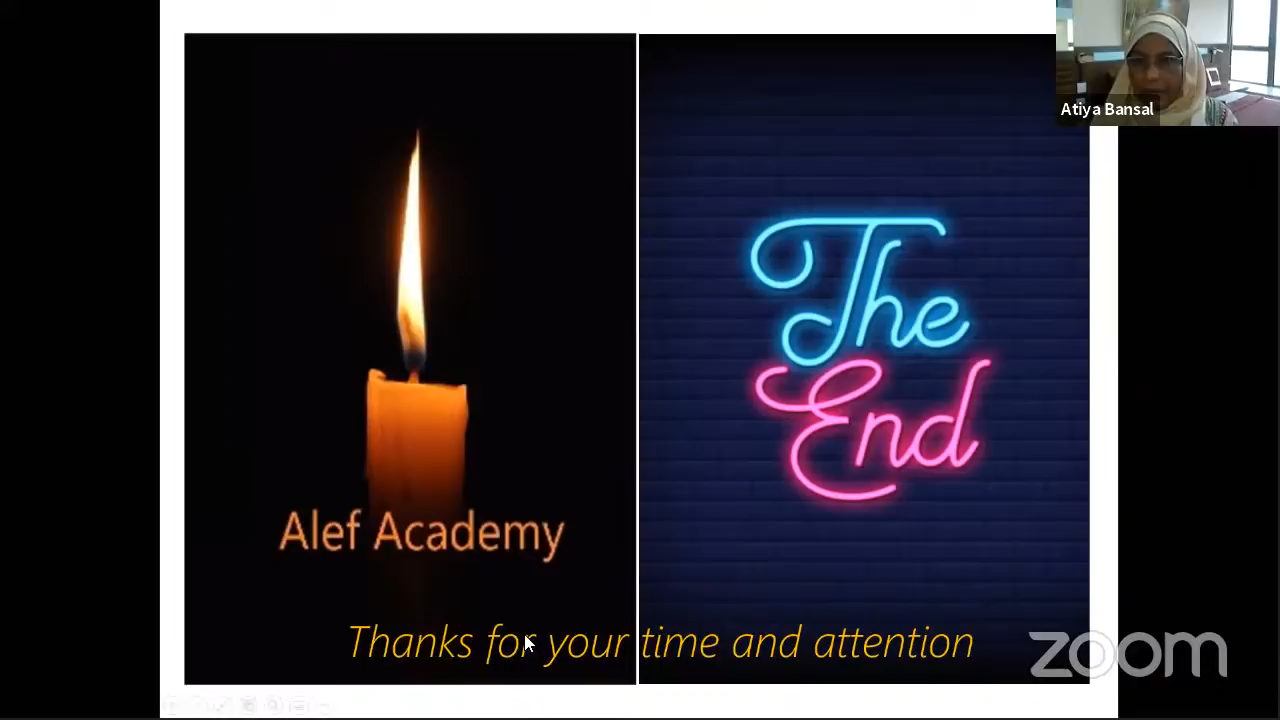 Atiya Bansal
The
End
Alef Academy
Thanks for your time and attention
zoom